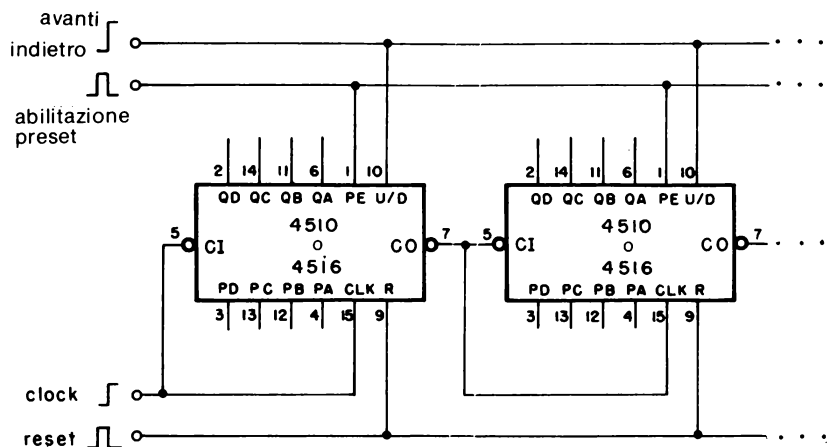 avanti
indietro
abilitazione
preset
2 14 11 6 1 10
QD QC QB QA PE U/D
5 CI 4510 CO 7
o
4516
PD PC PB PA CLK R
3 13 12 4 15 9
2 14 11 6 1 10
QD QC QB QA PE U/D
5 CI 4510 CO 7
o
4516
PD PC PB PA CLK R
3 13 12 4 15 9
clock
reset